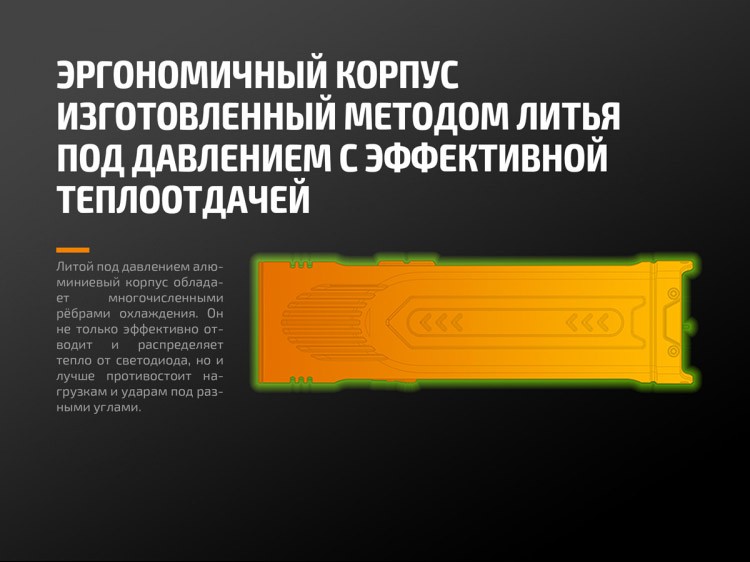 ЭРГОНОМИЧНЫЙ КОРПУС
ИЗГОТОВЛЕННЫЙ МЕТОДОМ ЛИТЬЯ
ПОД ДАВЛЕНИЕМ С ЭФФЕКТИВНОЙ
ТЕПЛООТДАЧЕЙ
Литой под давлением алю-
миниевый корпус облада-
ет многочисленными
рёбрами охлаждения. Он
не только эффективно от-
водит и распределяет
тепло от светодиода, но и
лучше противостоит на-
грузкам и ударам под раз-
ными углами.